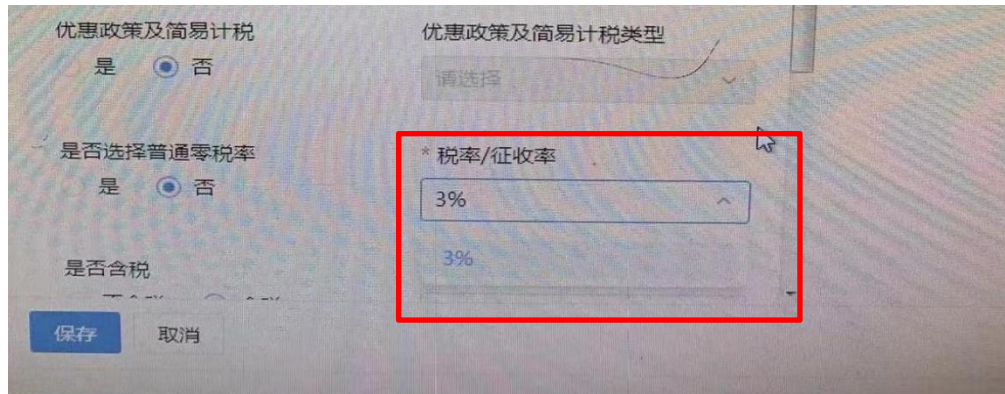 优惠政策及简易计税 优惠政策及简易计税类型
是 否 请选择
是否选择普通零税率 * 税率/征收率
是 否 3%
3%
是否含税
保存 取消